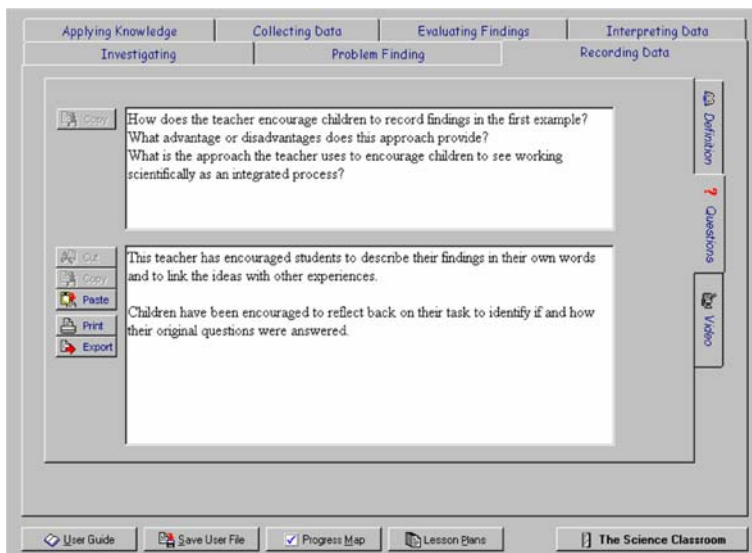 Applying Knowledge
Collecting Data
Evaluating Findings
Interpreting Data
Investigating
Problem Finding
Recording Data
Copy
How does the teacher encourage children to record findings in the first example?
What advantage or disadvantages does this approach provide?
What is the approach the teacher uses to encourage children to see working
scientifically as an integrated process?
Definition
? Questions
Video
Cut
Copy
Paste
Print
Export
This teacher has encouraged students to describe their findings in their own words
and to link the ideas with other experiences.
Children have been encouraged to reflect back on their task to identify if and how
their original questions were answered.
User Guide
Save User File
Progress Map
Lesson Plans
The Science Classroom